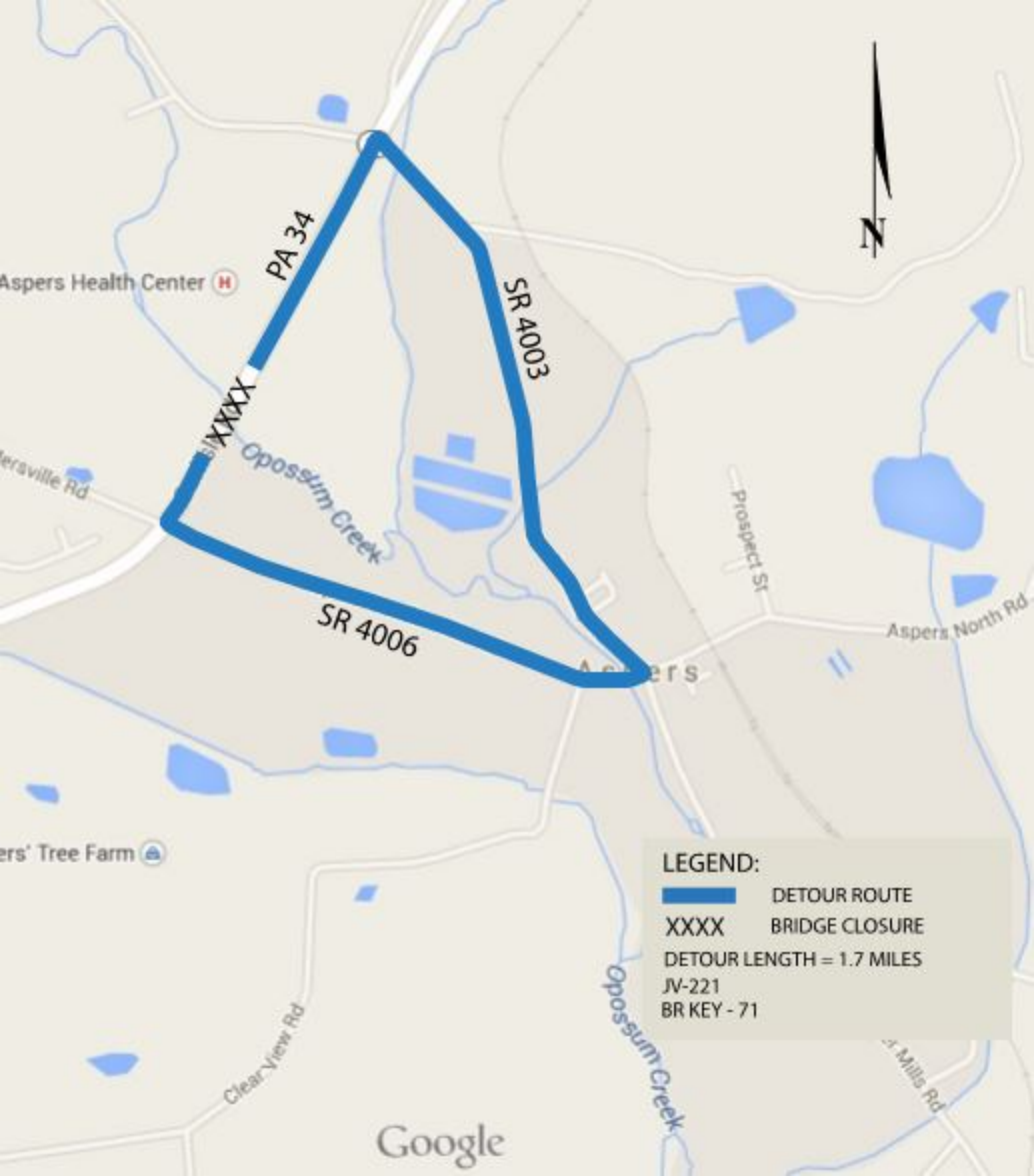 N
PA 34
Aspers Health Center
H
SR 4003
XXXX
Opossum Creek
Prospect St
Aspers North Rd
SR 4006
LEGEND:
DETOUR ROUTE
XXXX BRIDGE CLOSURE
DETOUR LENGTH = 1.7 MILES
JV-221
BR KEY - 71
ers' Tree Farm
Opossum Creek
Clear View Rd
Mills Rd
Google